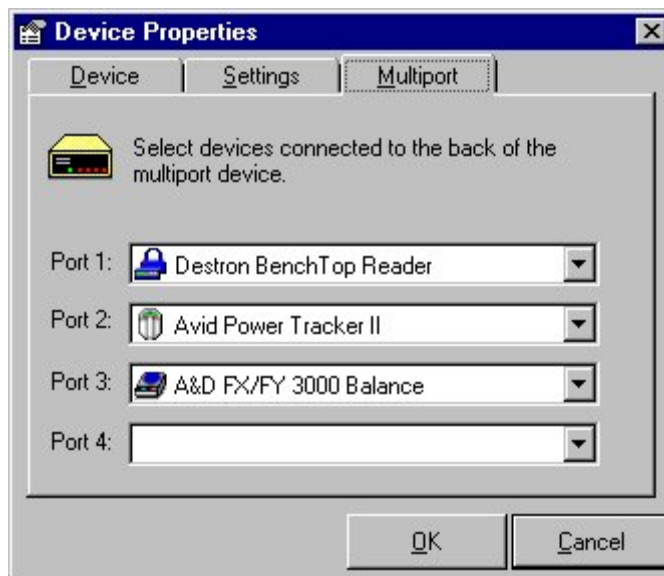 Device Properties
Device Settings Multiport
Select devices connected to the back of the
multiport device.
Port 1: Destron BenchTop Reader
Port 2: Avid Power Tracker II
Port 3: A&D FX/FY 3000 Balance
Port 4:
OK Cancel